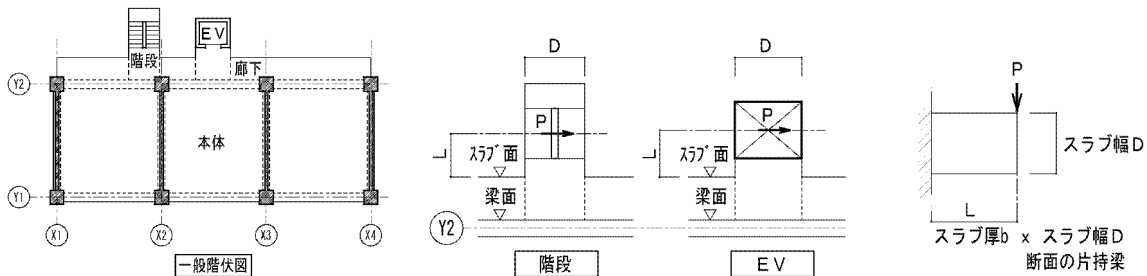 階段
EV
廊下
Y2
本体
Y1
X1
X2
X3
X4
一般階伏図
D
P
L
スラブ面
梁面
Y2
階段
D
P
L
スラブ面
梁面
EV
P
スラブ幅D
L
スラブ厚b x スラブ幅D
断面の片持梁